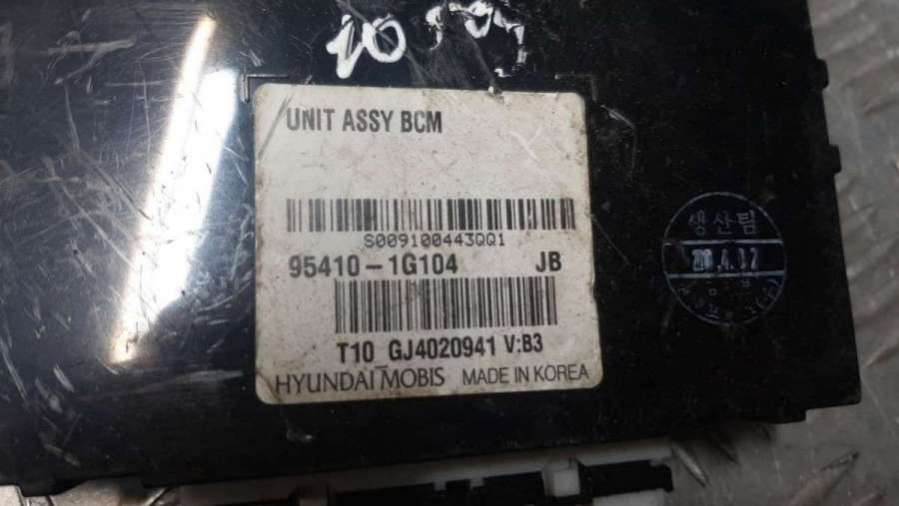 UNIT ASSY BCM
S009100443QQ1
95410-1G104 JB
T10 GJ4020941 V:B3
HYUNDAI MOBIS MADE IN KOREA
생산팀